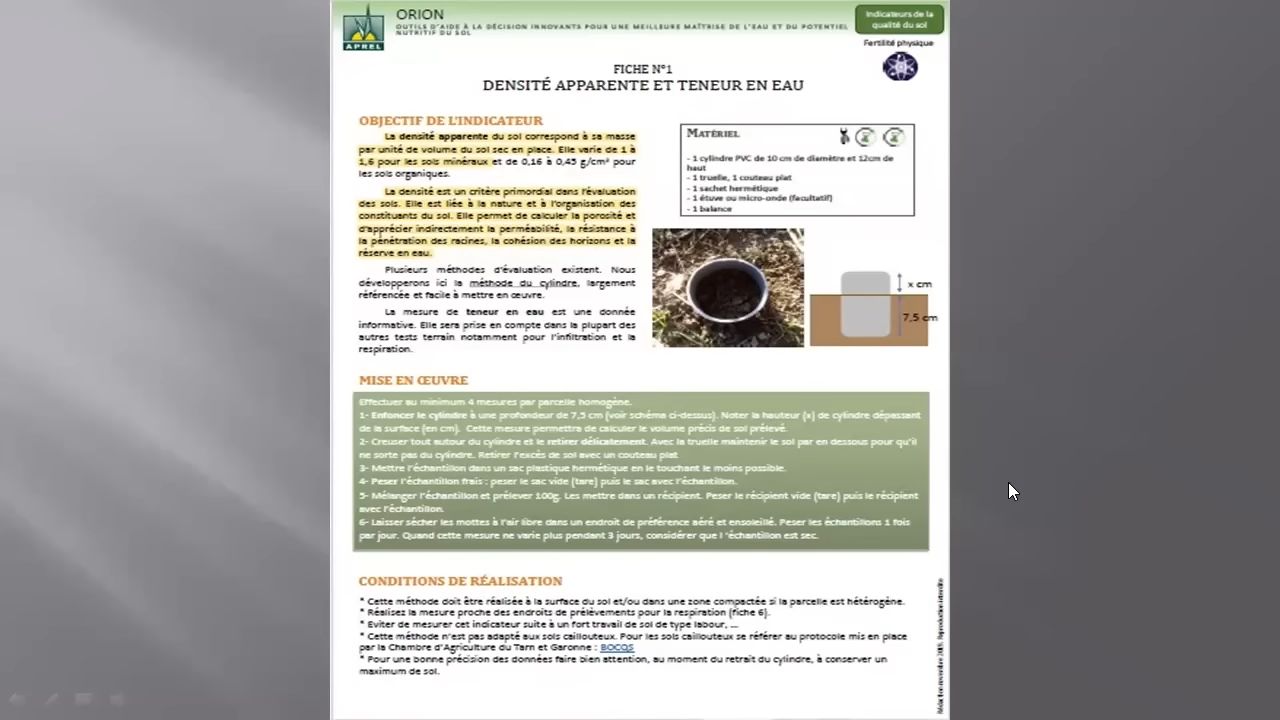 ORION
OUTILS D'AIDE À LA DÉCISION INNOVANTS POUR UNE MEILLEURE MAÎTRISE DE L'EAU ET DU POTENTIEL
NUTRITIF DU SOL
APREL
Indicateurs de la
qualité du sol
Fertilité physique
FICHE N°1
DENSITÉ APPARENTE ET TENEUR EN EAU
OBJECTIF DE L'INDICATEUR
La densité apparente du sol correspond à sa masse
par unité de volume du sol sec en place. Elle varie de 1 à
1,6 pour les sols minéraux et de 0,16 à 0,45 g/cm³ pour
les sols organiques.
La densité est un critère primordial dans l'évaluation
des sols. Elle est liée à la nature et à l'organisation des
constituants du sol. Elle permet de calculer la porosité et
d'apprécier indirectement la perméabilité, la résistance à
la pénétration des racines, la cohésion des horizons et la
réserve en eau.
Plusieurs méthodes d'évaluation existent. Nous
développerons ici la méthode du cylindre, largement
référencée et facile à mettre en œuvre.
La mesure de teneur en eau est une donnée
informative. Elle sera prise en compte dans la plupart des
autres tests terrain notamment pour l'infiltration et la
respiration.
MATÉRIEL
- 1 cylindre PVC de 10 cm de diamètre et 12cm de
haut
- 1 truelle, 1 couteau plat
- 1 sachet hermétique
- 1 étuve ou micro-onde (facultatif)
- 1 balance
x cm
7,5 cm
MISE EN ŒUVRE
Effectuer au minimum 4 mesures par parcelle homogène.
1- Enfoncer le cylindre à une profondeur de 7,5 cm (voir schéma ci-dessus). Noter la hauteur (x) de cylindre dépassant
de la surface (en cm). Cette mesure permettra de calculer le volume précis de sol prélevé.
2- Creuser tout autour du cylindre et le retirer délicatement. Avec la truelle maintenir le sol par en dessous pour qu'il
ne sorte pas du cylindre. Retirer l'excès de sol avec un couteau plat
3- Mettre l'échantillon dans un sac plastique hermétique en le touchant le moins possible.
4- Peser l'échantillon frais : peser le sac vide (tare) puis le sac avec l'échantillon.
5- Mélanger l'échantillon et prélever 100g. Les mettre dans un récipient. Peser le récipient vide (tare) puis le récipient
avec l'échantillon.
6- Laisser sécher les mottes à l'air libre dans un endroit de préférence aéré et ensoleillé. Peser les échantillons 1 fois
par jour. Quand cette mesure ne varie plus pendant 3 jours, considérer que l 'échantillon est sec.
CONDITIONS DE RÉALISATION
* Cette méthode doit être réalisée à la surface du sol et/ou dans une zone compactée si la parcelle est hétérogène.
* Réalisez la mesure proche des endroits de prélèvements pour la respiration (fiche 6).
* Eviter de mesurer cet indicateur suite à un fort travail de sol de type labour, ...
* Cette méthode n'est pas adapté aux sols caillouteux. Pour les sols caillouteux se référer au protocole mis en place
par la Chambre d'Agriculture du Tarn et Garonne : BOCQS
* Pour une bonne précision des données faire bien attention, au moment du retrait du cylindre, à conserver un
maximum de sol.
Rédaction novembre 2015. Reproduction interdite